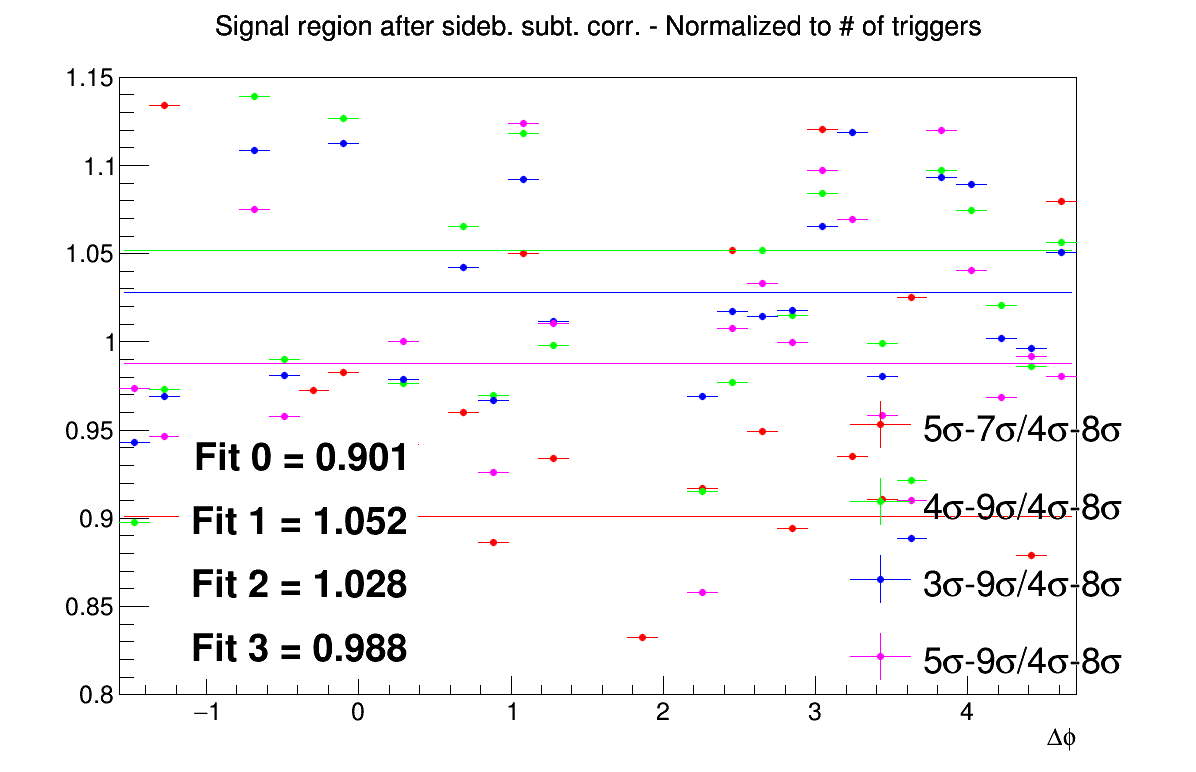 Signal region after sideb. subt. corr. - Normalized to # of triggers
1.15
1.1
1.05
1
0.95
0.9
0.85
0.8
Fit 0 = 0.901
Fit 1 = 1.052
Fit 2 = 1.028
Fit 3 = 0.988
5σ-7σ/4σ-8σ
4σ-9σ/4σ-8σ
3σ-9σ/4σ-8σ
5σ-9σ/4σ-8σ
−1 0 1 2 3 4
Δϕ